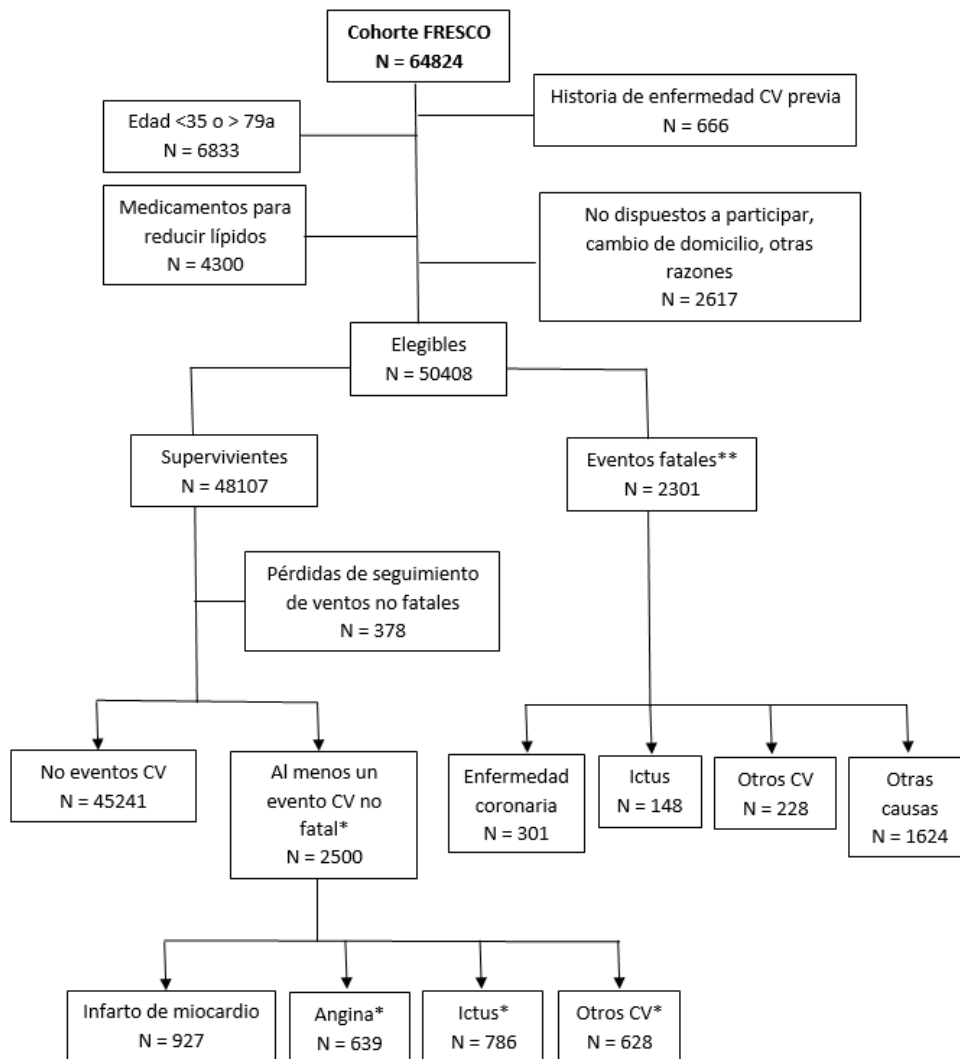 Cohorte FRESCO
N = 64824
Historia de enfermedad CV previa
N = 666
Edad <35 o > 79a
N = 6833
Medicamentos para
reducir lípidos
N = 4300
No dispuestos a participar,
cambio de domicilio, otras
razones
N = 2617
Elegibles
N = 50408
Supervivientes
N = 48107
Eventos fatales**
N = 2301
Pérdidas de seguimiento
de ventos no fatales
N = 378
No eventos CV
N = 45241
Al menos un
evento CV no
fatal*
N = 2500
Enfermedad
coronaria
N = 301
Ictus
N = 148
Otros CV
N = 228
Otras
causas
N = 1624
Infarto de miocardio
N = 927
Angina*
N = 639
Ictus*
N = 786
Otros CV*
N = 628